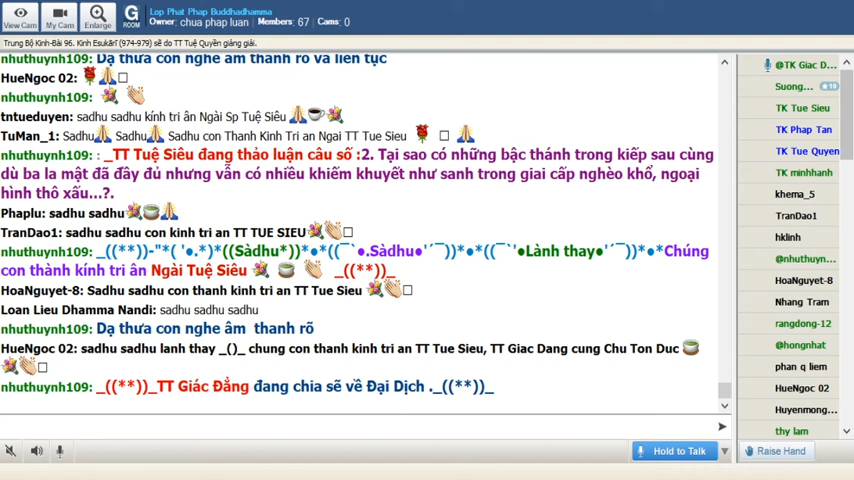 Lop Phat Phap Buddhadhamma
Owner: chua phap luan Members: 67 Cams: 0
View Cam
My Cam
Enlarge
G
ROOM
Trung Bộ Kinh-Bài 96. Kinh Esukārī (974-979) sẽ do TT Tuệ Quyền giảng giải.
nhuthuynh109: Dạ thưa con nghe âm thanh rõ và liên tục
HueNgoc 02:
nhuthuynh109:
tntueduyen: sadhu sadhu kính tri ân Ngài Sp Tuệ Siêu
TuMan_1: Sadhu Sadhu Sadhu con Thanh Kinh Tri an Ngai TT Tue Sieu
nhuthuynh109: : _TT Tuệ Siêu đang thảo luận câu số :2. Tại sao có những bậc thánh trong kiếp sau cùng
dù ba la mật đã đầy đủ nhưng vẫn có nhiều khiếm khuyết như sanh trong giai cấp nghèo khổ, ngoại
hình thô xấu...?.
Phaplu: sadhu sadhu
TranDao1: sadhu sadhu con kinh tri an TT TUE SIEU
nhuthuynh109: _((**))-"*( '•.*)*((Sàdhu*))*•*((¯`•.Sàdhu•'´¯))*•*((¯`'•Lành thay•'´¯))*•*Chúng
con thành kính tri ân Ngài Tuệ Siêu _((**))_
HoaNguyet-8: Sadhu sadhu con thanh kinh tri an TT Tue Sieu
Loan Lieu Dhamma Nandi: sadhu sadhu sadhu
nhuthuynh109: Dạ thưa con nghe âm thanh rõ
HueNgoc 02: sadhu sadhu lanh thay _()_ chung con thanh kinh tri an TT Tue Sieu, TT Giac Dang cung Chu Ton Duc
nhuthuynh109: _((**))_TT Giác Đẳng đang chia sẽ về Đại Dịch ._((**))_
Hold to Talk
@TK Giac D...
Suong...
18
TK Tue Sieu
TK Phap Tan
TK Tue Quyen
TK minhhanh
khema_5
TranDao1
hklinh
@nhuthuyn...
HoaNguyet-8
Nhang Tram
rangdong-12
@hongnhat
phan q liem
HueNgoc 02
Huyenmong...
thy lam
Raise Hand